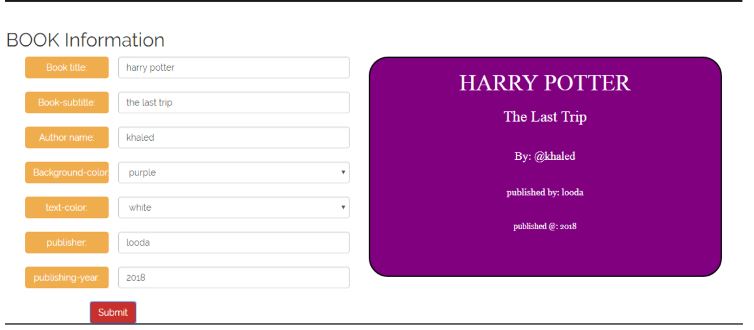 BOOK Information
Book title:
harry potter
Book-subtitle:
the last trip
Author name:
khaled
Background-color
purple
text-color:
white
publisher:
looda
publishing-year:
2018
Submit
HARRY POTTER
The Last Trip
By: @khaled
published by: looda
published @: 2018